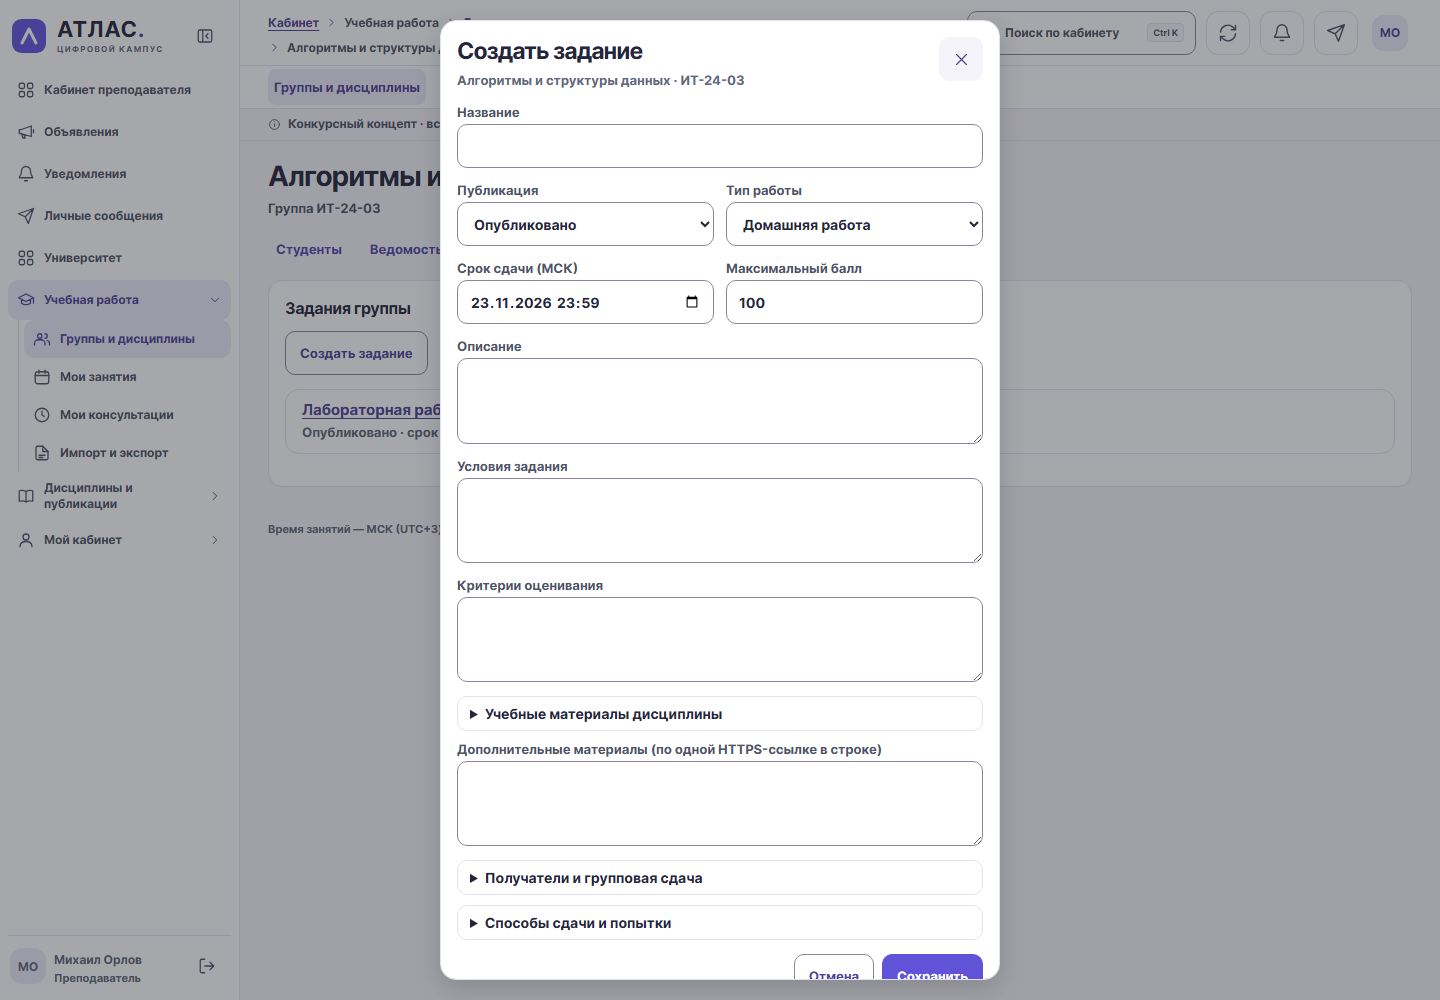 АТЛАС.
ЦИФРОВОЙ КАМПУС
Кабинет преподавателя
Объявления
Уведомления
Личные сообщения
Университет
Учебная работа
Группы и дисциплины
Мои занятия
Мои консультации
Импорт и экспорт
Дисциплины и
публикации
Мой кабинет
МО
Михаил Орлов
Преподаватель
Кабинет
Учебная работа
Алгоритмы и структуры
Поиск по кабинету
Ctrl K
МО
Группы и дисциплины
Конкурсный концепт · вс
Алгоритмы и
Группа ИТ-24-03
Студенты
Ведомость
Задания группы
Создать задание
Лабораторная раб
Опубликовано · срок
Время занятий — МСК (UTC+3)
Создать задание
Алгоритмы и структуры данных · ИТ-24-03
Название
Публикация
Тип работы
Опубликовано
Домашняя работа
Срок сдачи (МСК)
Максимальный балл
23.11.2026 23:59
100
Описание
Условия задания
Критерии оценивания
Учебные материалы дисциплины
Дополнительные материалы (по одной HTTPS-ссылке в строке)
Получатели и групповая сдача
Способы сдачи и попытки
Отмена
Сохранить